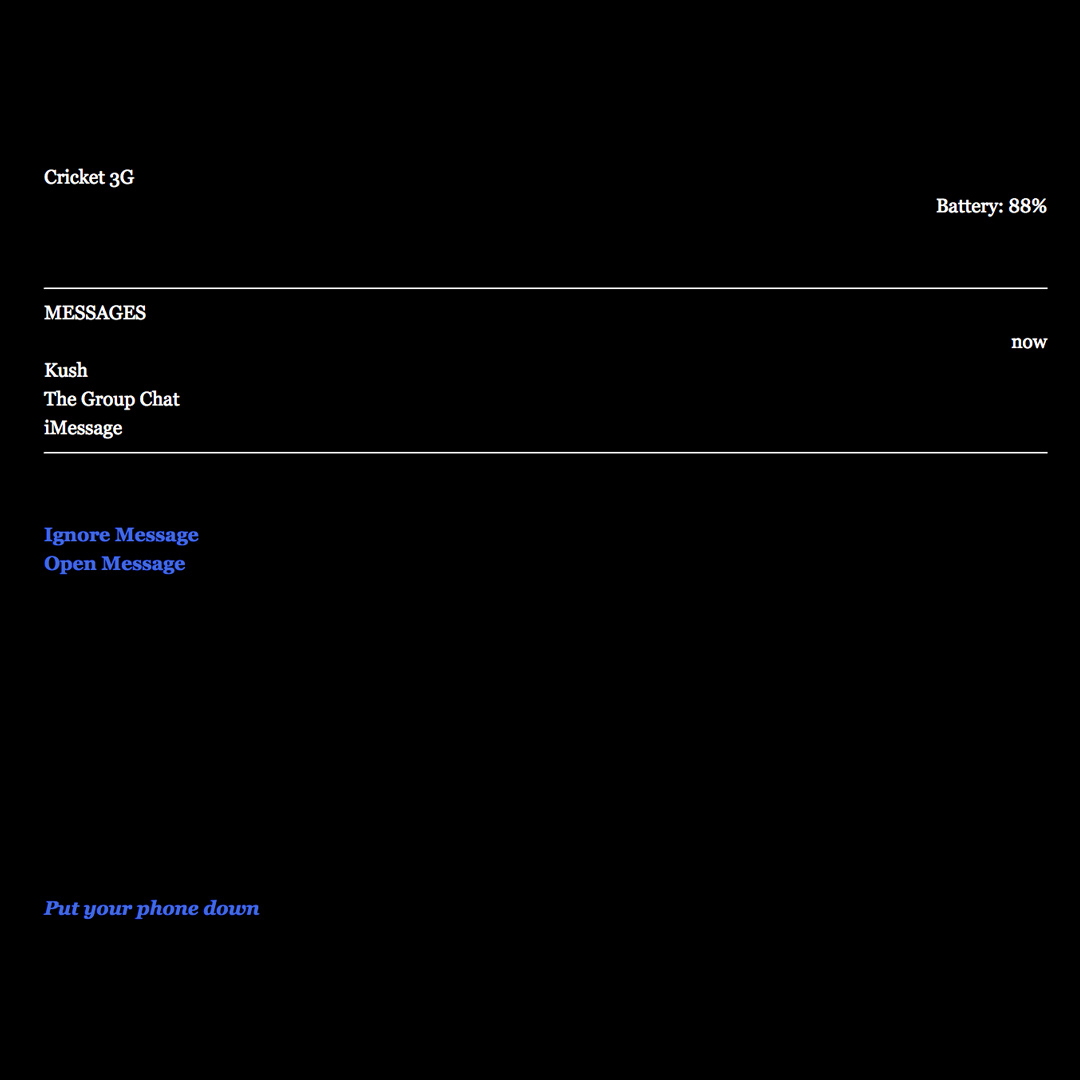 Cricket 3G
Battery: 88%
MESSAGES
now
Kush
The Group Chat
iMessage
Ignore Message
Open Message
Put your phone down